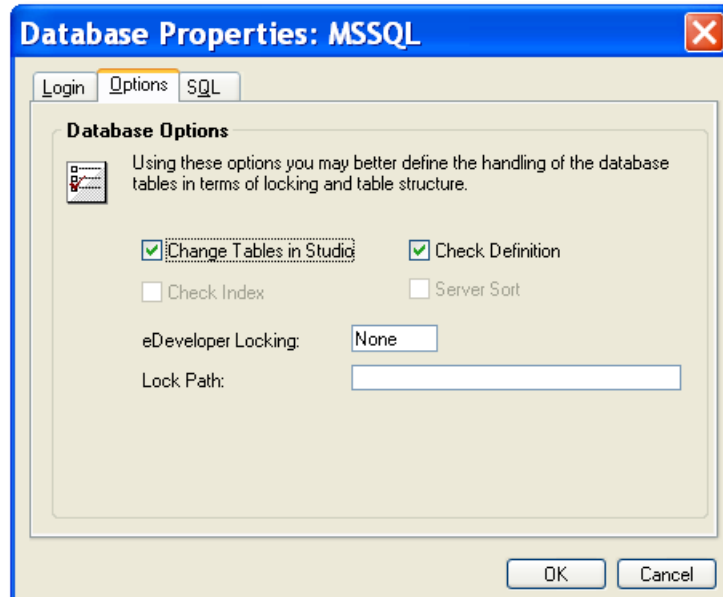 Database Properties: MSSQL
Login Options SQL
Database Options
Using these options you may better define the handling of the database
tables in terms of locking and table structure.
Change Tables in Studio Check Definition
Check Index Server Sort
eDeveloper Locking: None
Lock Path:
OK Cancel